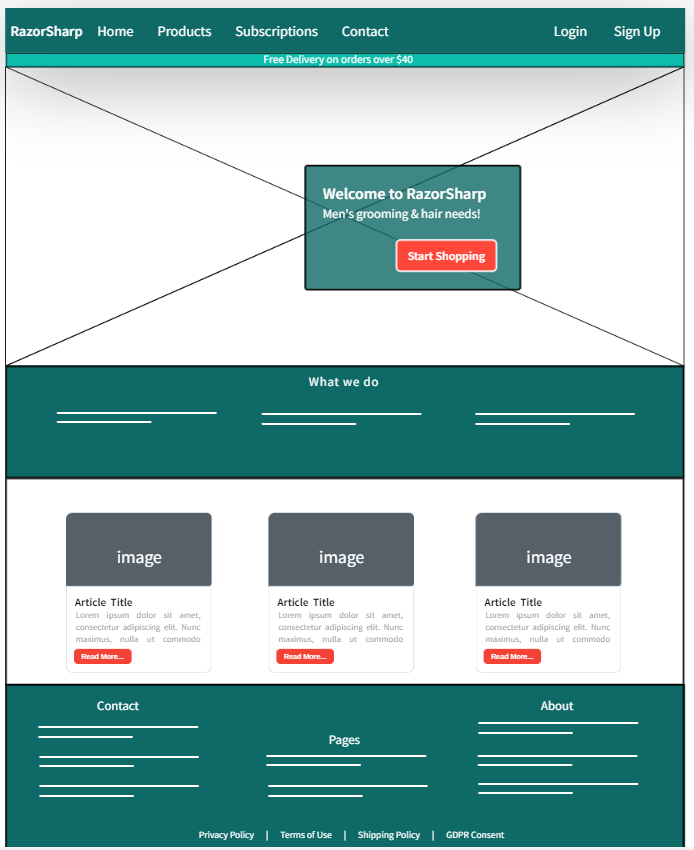 RazorSharp Home Products Subscriptions Contact Login Sign Up
Free Delivery on orders over $40
Welcome to RazorSharp
Men's grooming & hair needs!
Start Shopping
What we do
image
Article Title
Lorem ipsum dolor sit amet,
consectetur adipiscing elit. Nunc
maximus, nulla ut commodo
Read More...
image
Article Title
Lorem ipsum dolor sit amet,
consectetur adipiscing elit. Nunc
maximus, nulla ut commodo
Read More...
image
Article Title
Lorem ipsum dolor sit amet,
consectetur adipiscing elit. Nunc
maximus, nulla ut commodo
Read More...
Contact
Pages
About
Privacy Policy | Terms of Use | Shipping Policy | GDPR Consent